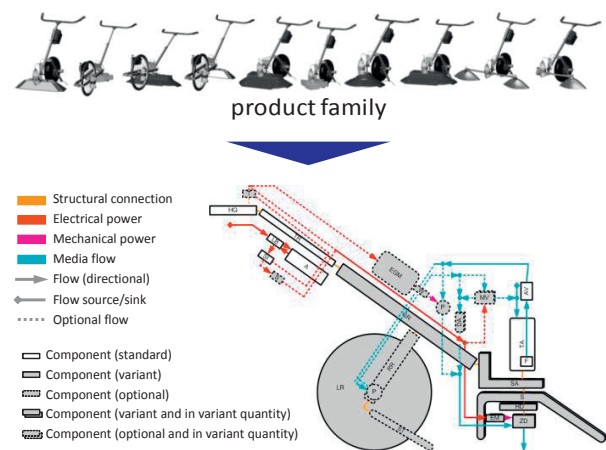 product family
Structural connection
Electrical power
Mechanical power
Media flow
Flow (directional)
Flow source/sink
Optional flow
Component (standard)
Component (variant)
Component (optional)
Component (variant and in variant quantity)
Component (optional and in variant quantity)
HG
A
EGM
P
MV
AV
TA
F
RR
LR
P
SA
S
EM
ZD